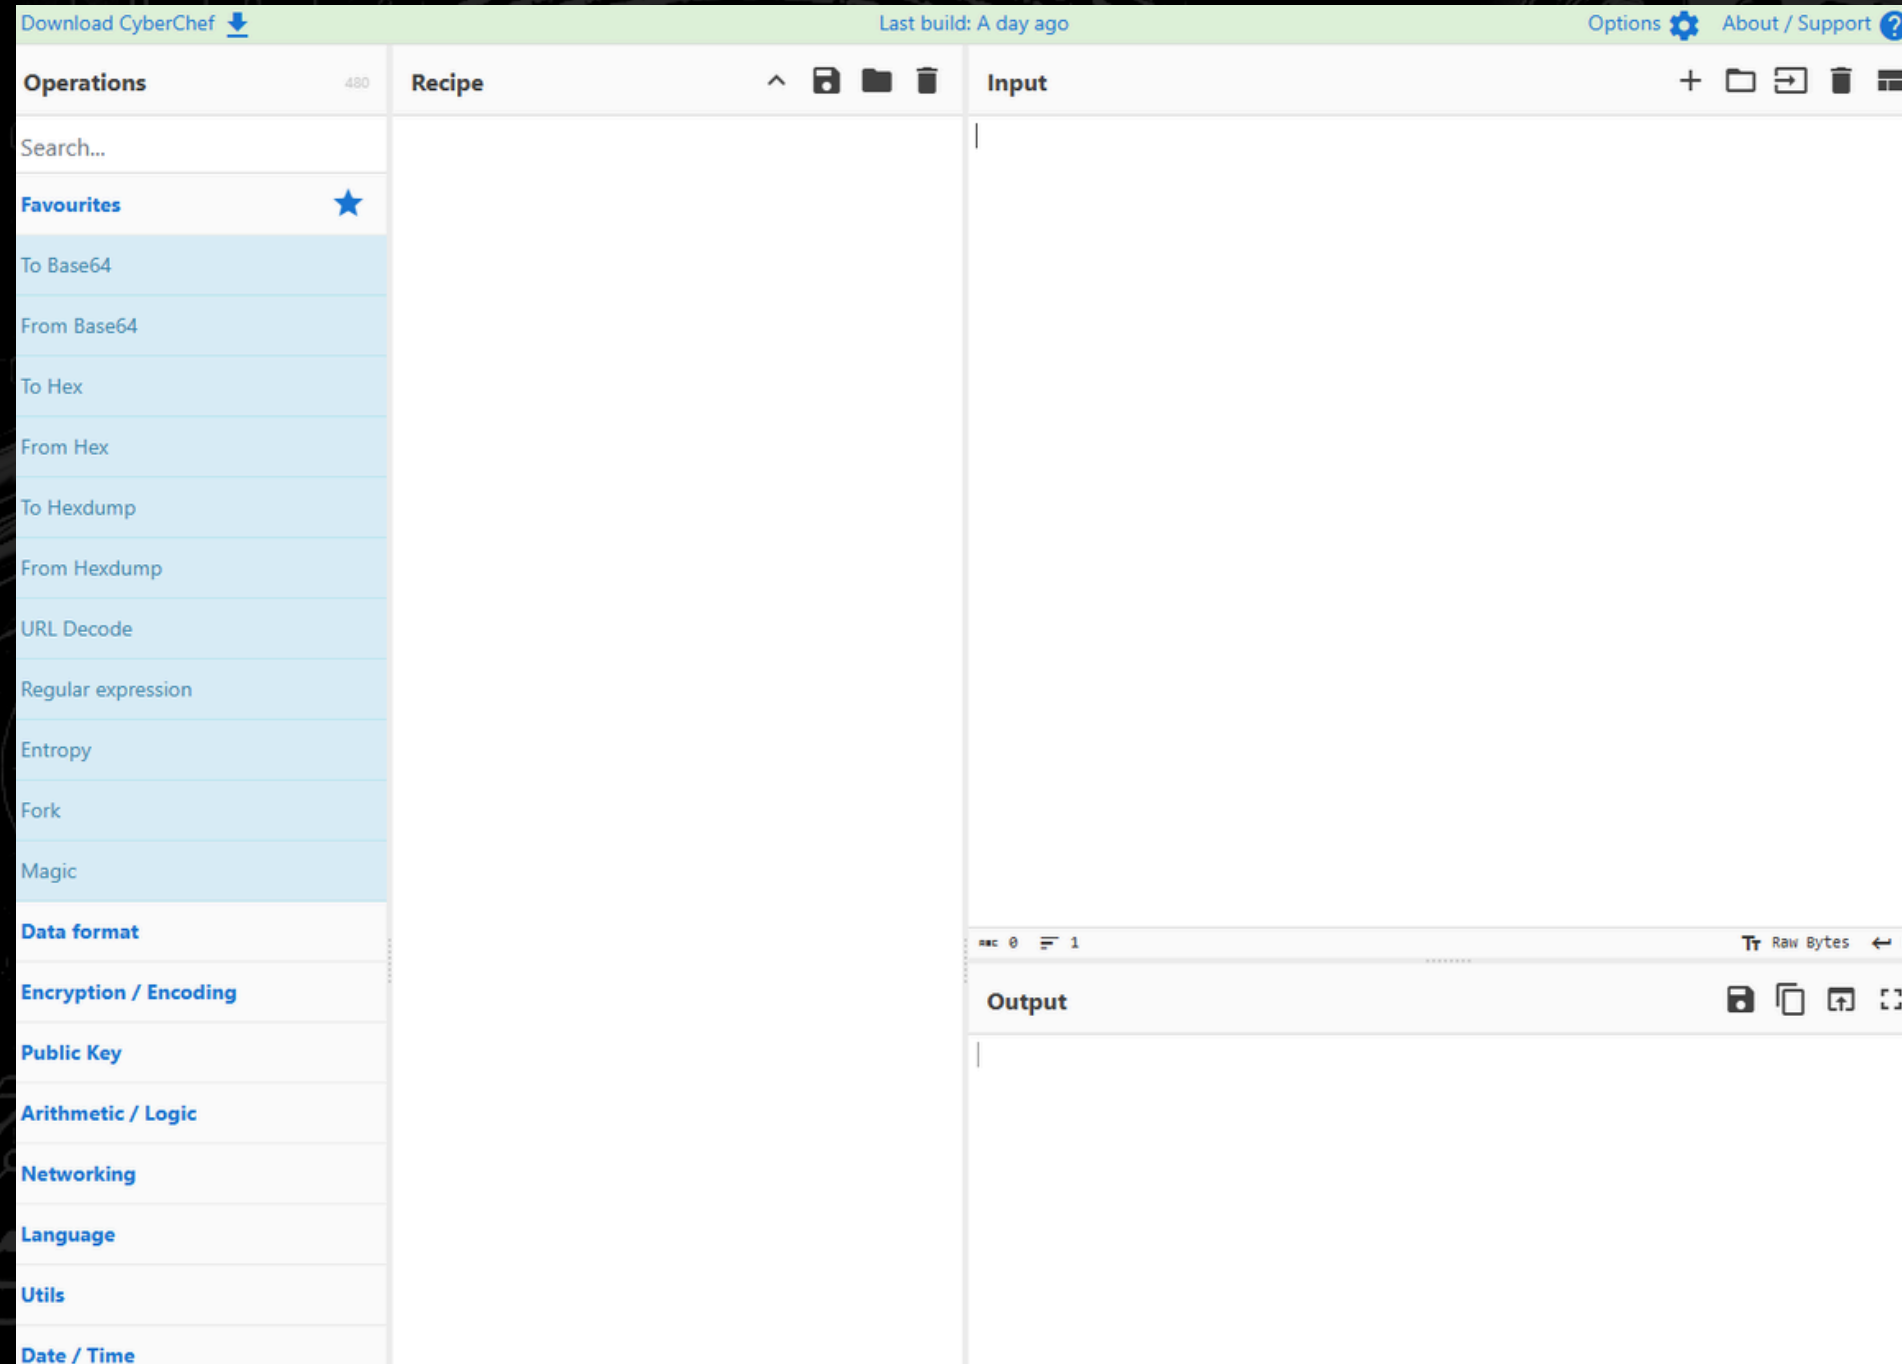 Download CyberChef
Last build: A day ago
Options
About / Support
Operations
480
Recipe
Input
Search...
Favourites
To Base64
From Base64
To Hex
From Hex
To Hexdump
From Hexdump
URL Decode
Regular expression
Entropy
Fork
Magic
Data format
Encryption / Encoding
Public Key
Arithmetic / Logic
Networking
Language
Utils
Date / Time
0
1
Raw Bytes
Output